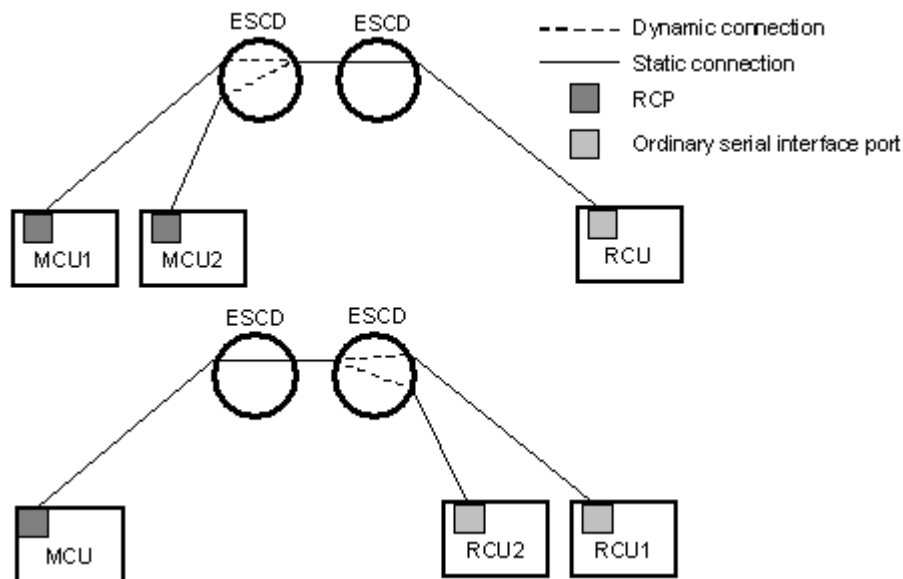 ESCD
ESCD
Dynamic connection
Static connection
RCP
Ordinary serial interface port
MCU1
MCU2
RCU
ESCD
ESCD
MCU
RCU2
RCU1